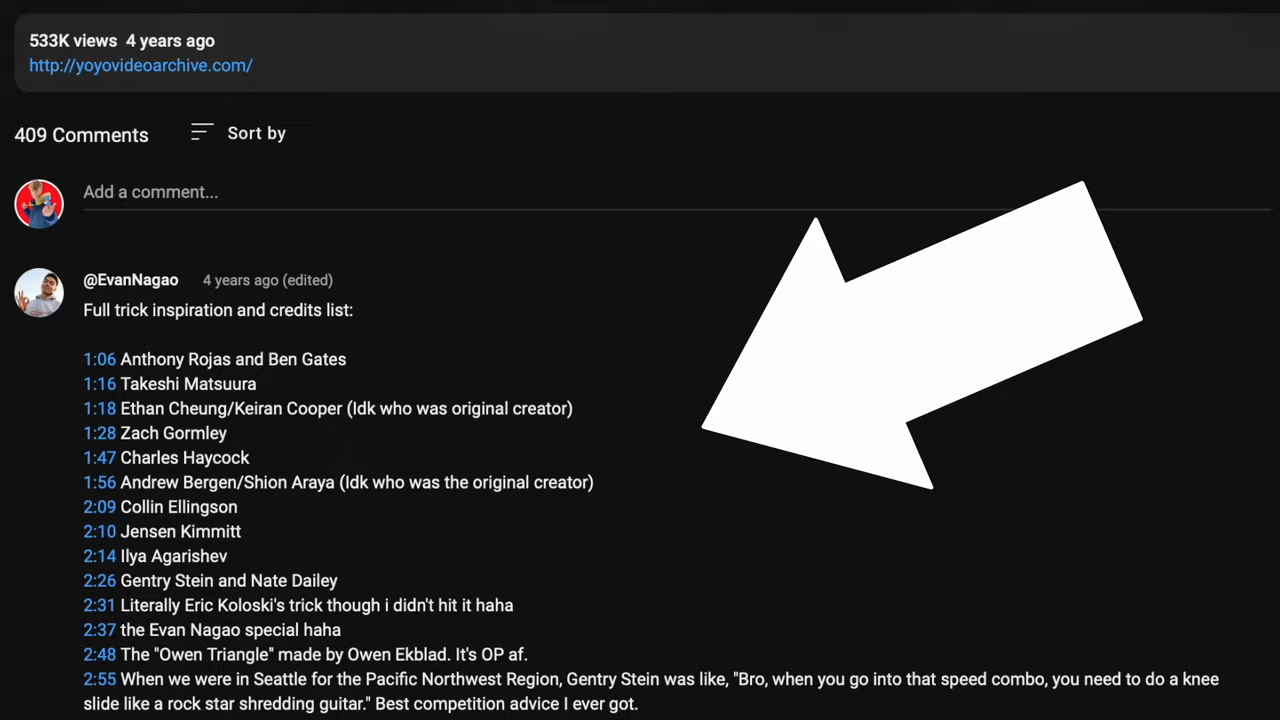 533K views 4 years ago
http://yoyovideoarchive.com/
409 Comments Sort by
Add a comment...
@EvanNagao 4 years ago (edited)
Full trick inspiration and credits list:
1:06 Anthony Rojas and Ben Gates
1:16 Takeshi Matsuura
1:18 Ethan Cheung/Keiran Cooper (Idk who was original creator)
1:28 Zach Gormley
1:47 Charles Haycock
1:56 Andrew Bergen/Shion Araya (Idk who was the original creator)
2:09 Collin Ellingson
2:10 Jensen Kimmitt
2:14 Ilya Agarishev
2:26 Gentry Stein and Nate Dailey
2:31 Literally Eric Koloski's trick though i didn't hit it haha
2:37 the Evan Nagao special haha
2:48 The "Owen Triangle" made by Owen Ekblad. It's OP af.
2:55 When we were in Seattle for the Pacific Northwest Region, Gentry Stein was like, "Bro, when you go into that speed combo, you need to do a knee
slide like a rock star shredding guitar." Best competition advice I ever got.